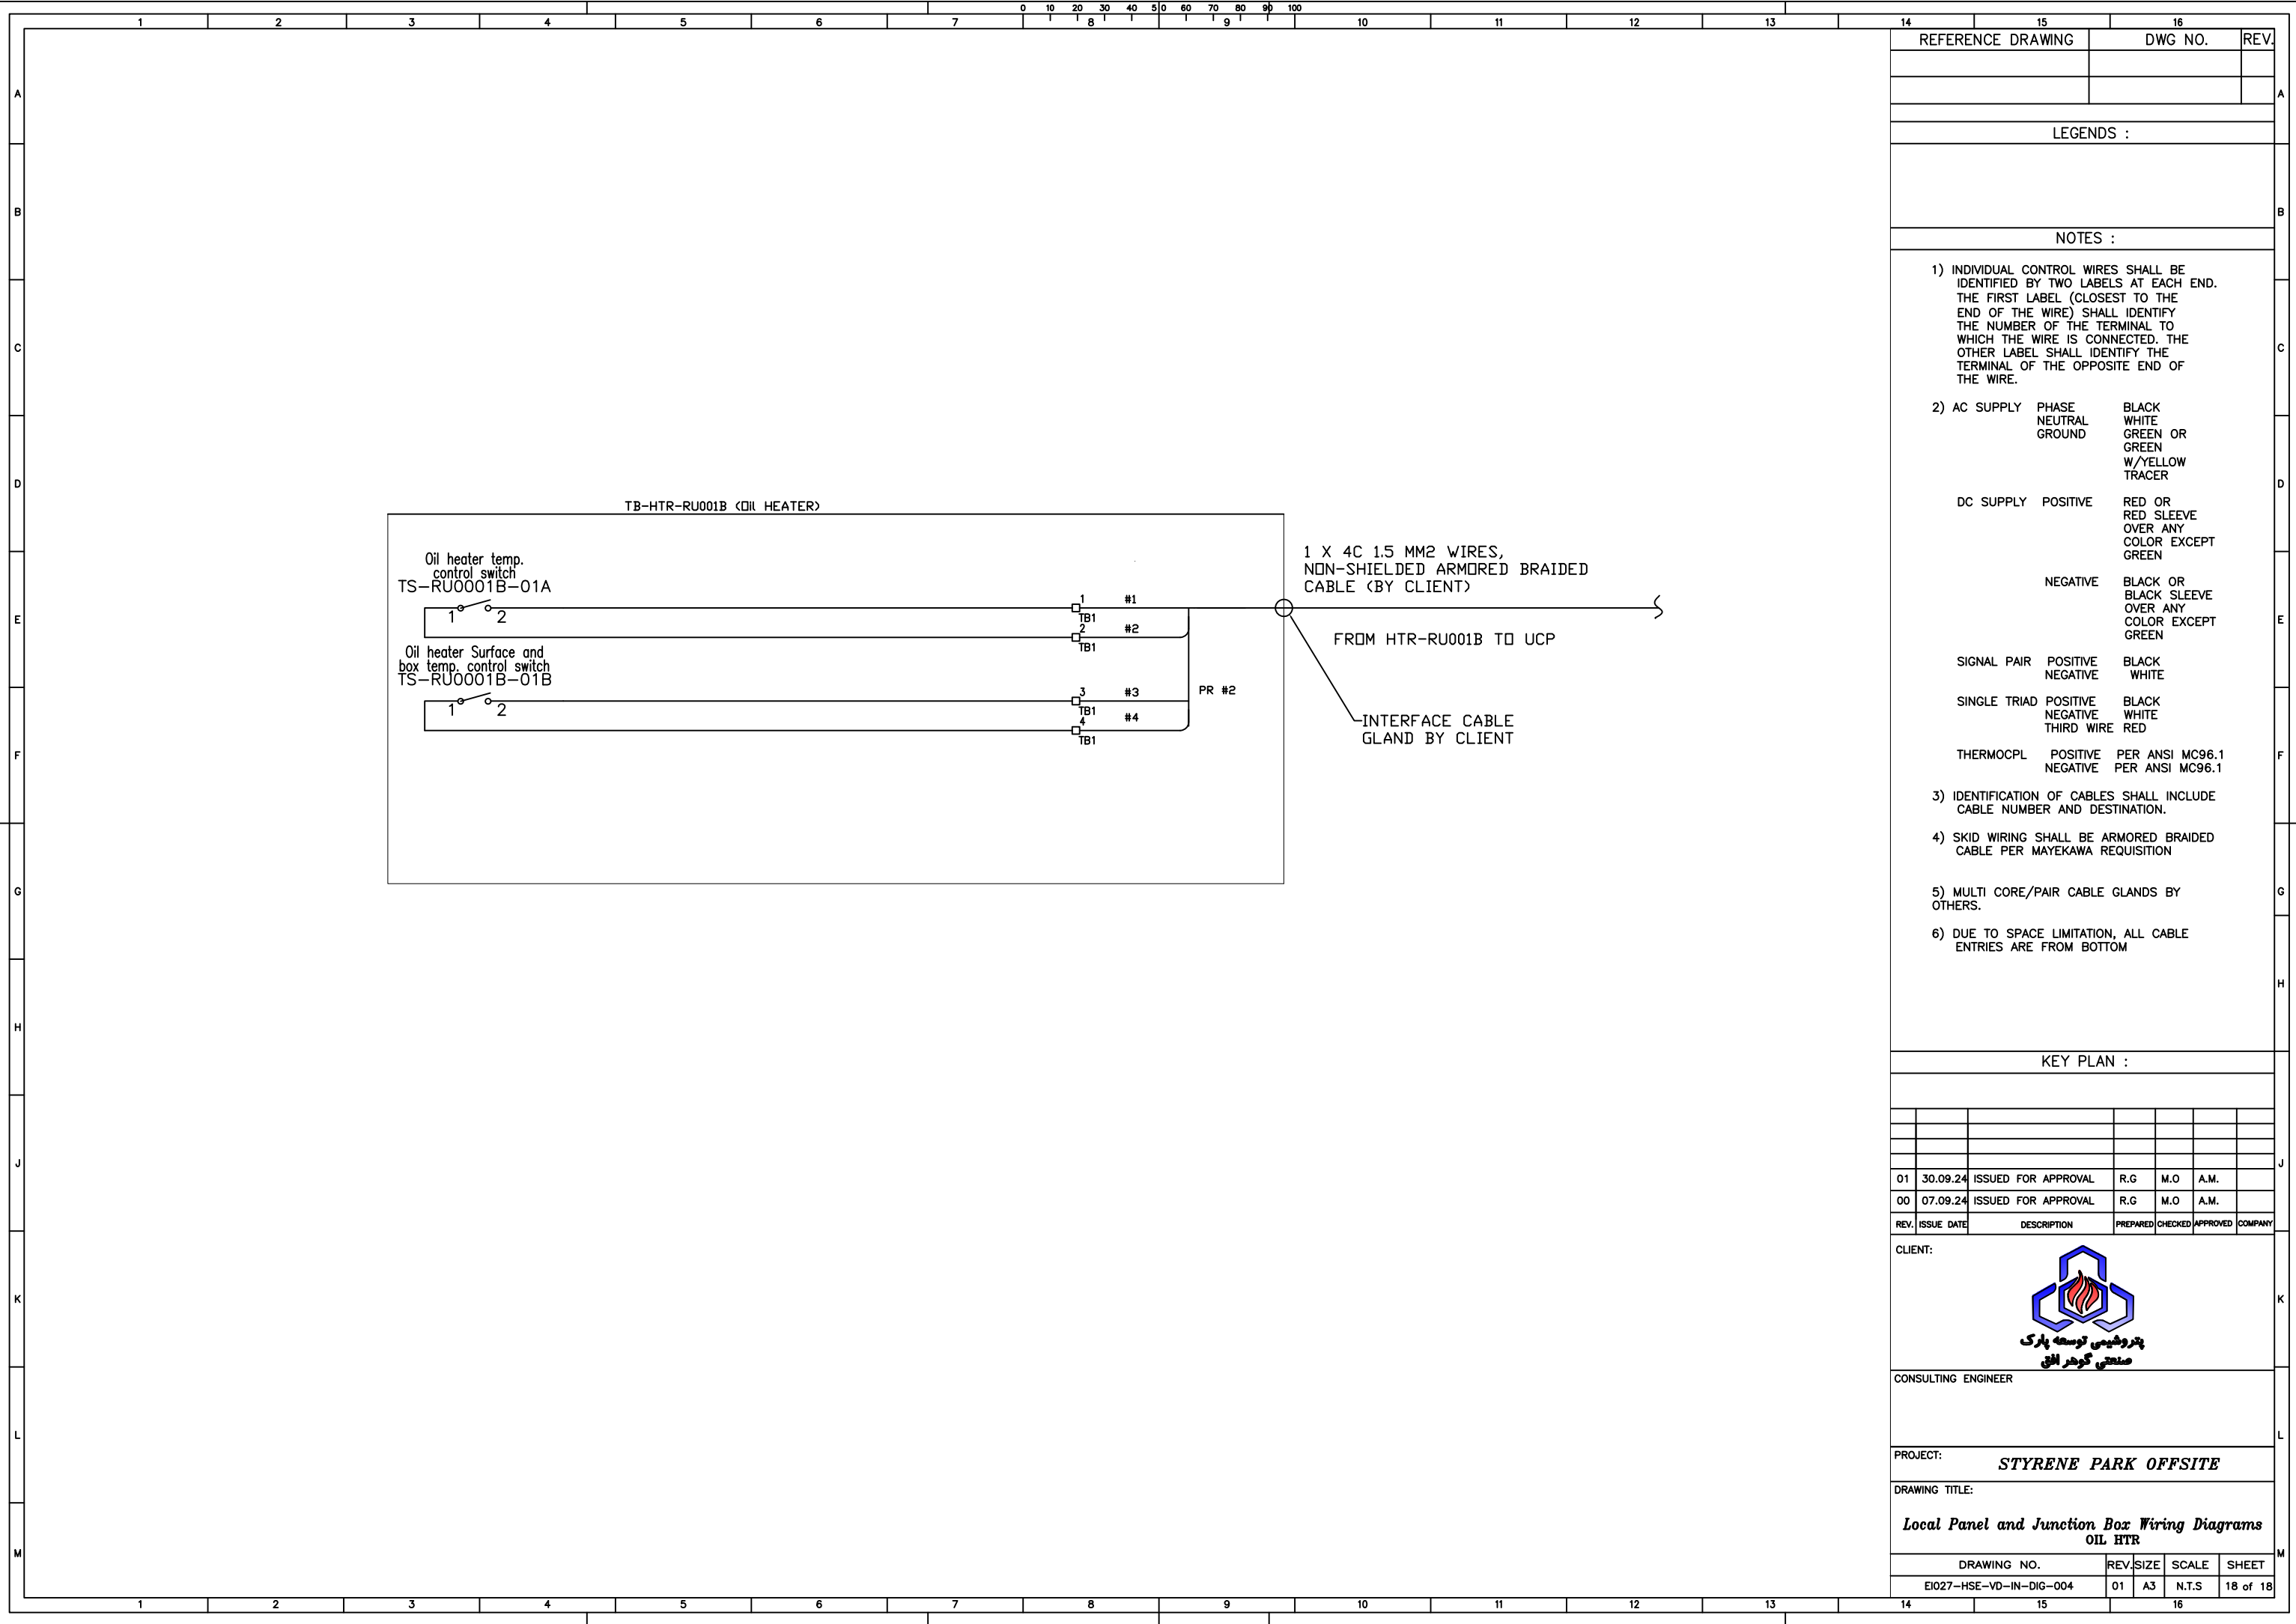 0 10 20 30 40 50 60 70 80 90 100
1 2 3 4 5 6 7 8 9 10 11 12 13 14 15 16
A
B
C
D
E
F
G
H
J
K
L
M
TB-HTR-RU001B (OIL HEATER)
Oil heater temp.
control switch
TS-RU0001B-01A
1 2
1 #1
TB1
2 #2
TB1
Oil heater Surface and
box temp. control switch
TS-RU0001B-01B
1 2
3 #3
TB1
4 #4
TB1
PR #2
1 X 4C 1.5 MM2 WIRES,
NON-SHIELDED ARMORED BRAIDED
CABLE (BY CLIENT)
FROM HTR-RU001B TO UCP
INTERFACE CABLE
GLAND BY CLIENT
REFERENCE DRAWING DWG NO. REV.
LEGENDS :
NOTES :
1) INDIVIDUAL CONTROL WIRES SHALL BE
IDENTIFIED BY TWO LABELS AT EACH END.
THE FIRST LABEL (CLOSEST TO THE
END OF THE WIRE) SHALL IDENTIFY
THE NUMBER OF THE TERMINAL TO
WHICH THE WIRE IS CONNECTED. THE
OTHER LABEL SHALL IDENTIFY THE
TERMINAL OF THE OPPOSITE END OF
THE WIRE.
2) AC SUPPLY PHASE BLACK
NEUTRAL WHITE
GROUND GREEN OR
GREEN
W/YELLOW
TRACER
DC SUPPLY POSITIVE RED OR
RED SLEEVE
OVER ANY
COLOR EXCEPT
GREEN
NEGATIVE BLACK OR
BLACK SLEEVE
OVER ANY
COLOR EXCEPT
GREEN
SIGNAL PAIR POSITIVE BLACK
NEGATIVE WHITE
SINGLE TRIAD POSITIVE BLACK
NEGATIVE WHITE
THIRD WIRE RED
THERMOCPL POSITIVE PER ANSI MC96.1
NEGATIVE PER ANSI MC96.1
3) IDENTIFICATION OF CABLES SHALL INCLUDE
CABLE NUMBER AND DESTINATION.
4) SKID WIRING SHALL BE ARMORED BRAIDED
CABLE PER MAYEKAWA REQUISITION
5) MULTI CORE/PAIR CABLE GLANDS BY
OTHERS.
6) DUE TO SPACE LIMITATION, ALL CABLE
ENTRIES ARE FROM BOTTOM
KEY PLAN :
01 30.09.24 ISSUED FOR APPROVAL R.G M.O A.M.
00 07.09.24 ISSUED FOR APPROVAL R.G M.O A.M.
REV. ISSUE DATE DESCRIPTION PREPARED CHECKED APPROVED COMPANY
CLIENT:
پتروشیمی توسعه پارک
صنعتی گوهر افق
CONSULTING ENGINEER
PROJECT:
STYRENE PARK OFFSITE
DRAWING TITLE:
Local Panel and Junction Box Wiring Diagrams
OIL HTR
DRAWING NO. REV. SIZE SCALE SHEET
EI027-HSE-VD-IN-DIG-004 01 A3 N.T.S 18 of 18
A
B
C
D
E
F
G
H
J
K
L
M
1 2 3 4 5 6 7 8 9 10 11 12 13 14 15 16